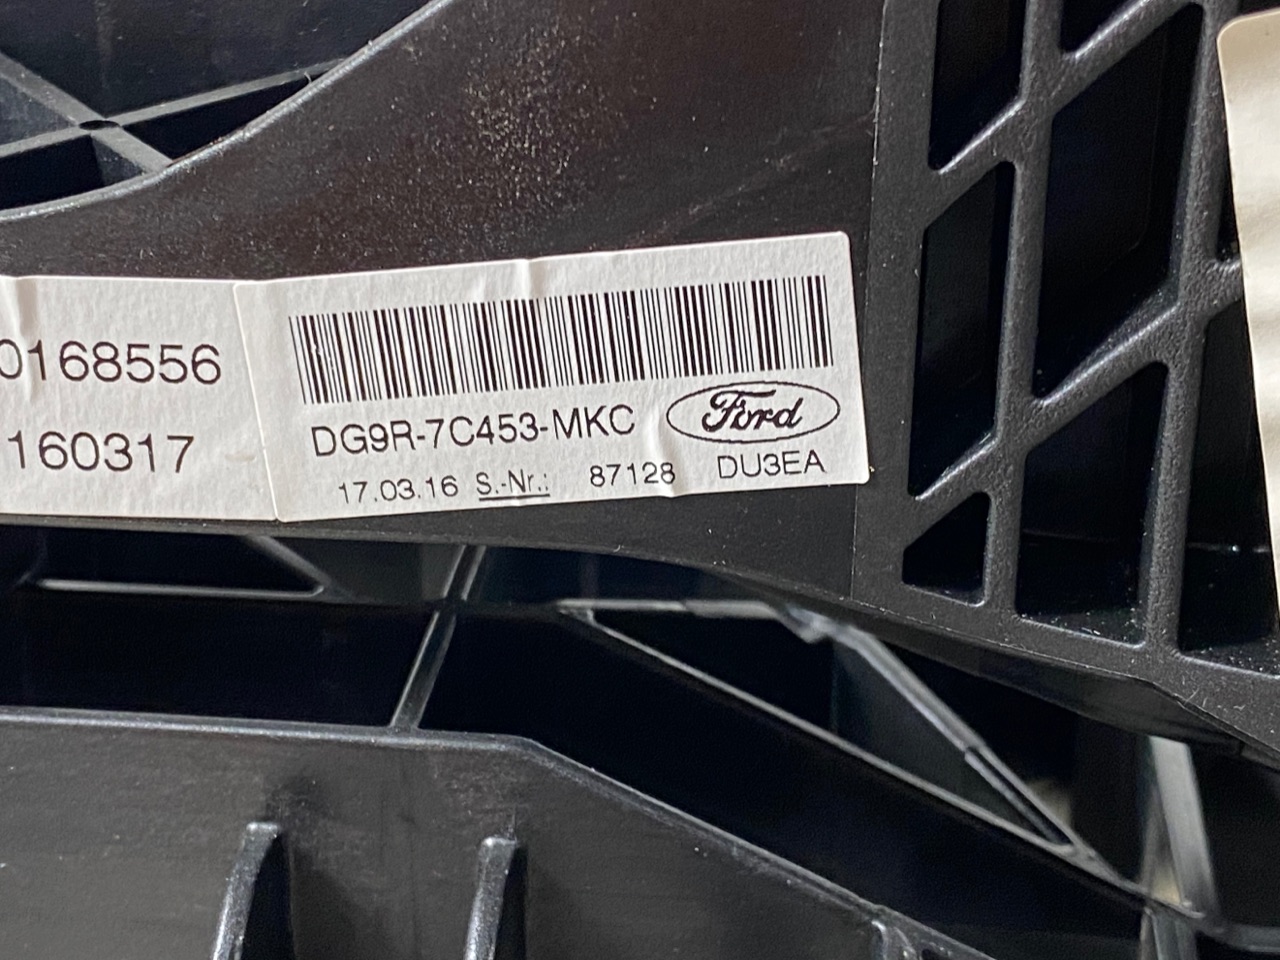 0168556
160317
DG9R-7C453-MKC
Ford
17.03.16 S.-Nr.: 87128 DU3EA